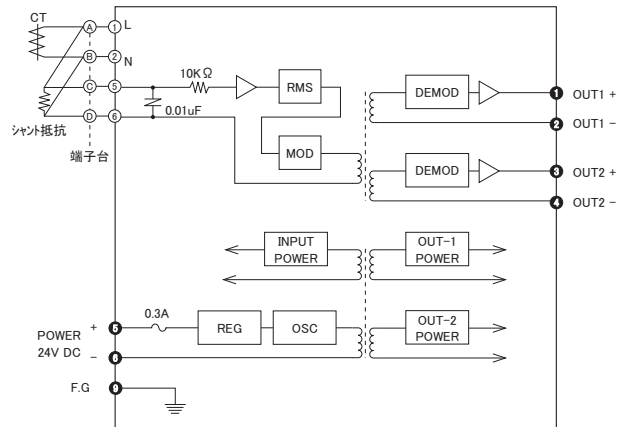 CT
A 1 L
B 2 N
C 5
D 6
シャント抵抗
端子台
10KΩ
0.01uF
RMS
MOD
DEMOD
1 OUT1 +
2 OUT1 −
DEMOD
3 OUT2 +
4 OUT2 −
INPUT
POWER
OUT-1
POWER
POWER
24V DC
+ 5
− 6
0.3A
REG
OSC
OUT-2
POWER
F.G